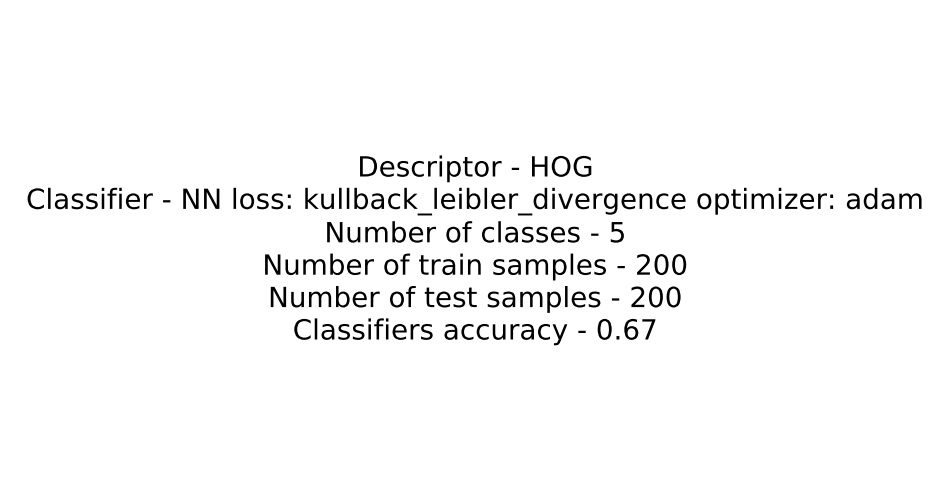 Descriptor - HOG
Classifier - NN loss: kullback_leibler_divergence optimizer: adam
Number of classes - 5
Number of train samples - 200
Number of test samples - 200
Classifiers accuracy - 0.67